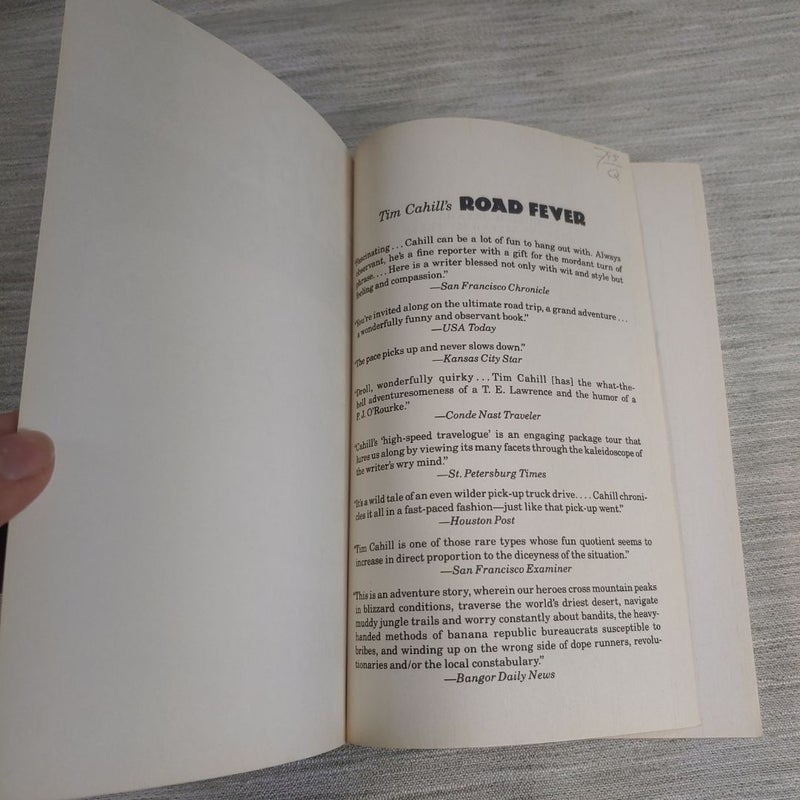 Tim Cahill's ROAD FEVER
"Fascinating . . . Cahill can be a lot of fun to hang out with. Always
observant, he's a fine reporter with a gift for the mordant turn of
phrase. . . . Here is a writer blessed not only with wit and style but
feeling and compassion."
—San Francisco Chronicle
"You're invited along on the ultimate road trip, a grand adventure . . .
a wonderfully funny and observant book."
—USA Today
"The pace picks up and never slows down."
—Kansas City Star
"Droll, wonderfully quirky . . . Tim Cahill [has] the what-the-
hell adventuresomeness of a T. E. Lawrence and the humor of a
P. J. O'Rourke."
—Conde Nast Traveler
"Cahill's 'high-speed travelogue' is an engaging package tour that
lures us along by viewing its many facets through the kaleidoscope of
the writer's wry mind."
—St. Petersburg Times
"It's a wild tale of an even wilder pick-up truck drive. . . . Cahill chroni-
cles it all in a fast-paced fashion—just like that pick-up went."
—Houston Post
"Tim Cahill is one of those rare types whose fun quotient seems to
increase in direct proportion to the diceyness of the situation."
—San Francisco Examiner
"This is an adventure story, wherein our heroes cross mountain peaks
in blizzard conditions, traverse the world's driest desert, navigate
muddy jungle trails and worry constantly about bandits, the heavy-
handed methods of banana republic bureaucrats susceptible to
bribes, and winding up on the wrong side of dope runners, revolu-
tionaries and/or the local constabulary."
—Bangor Daily News